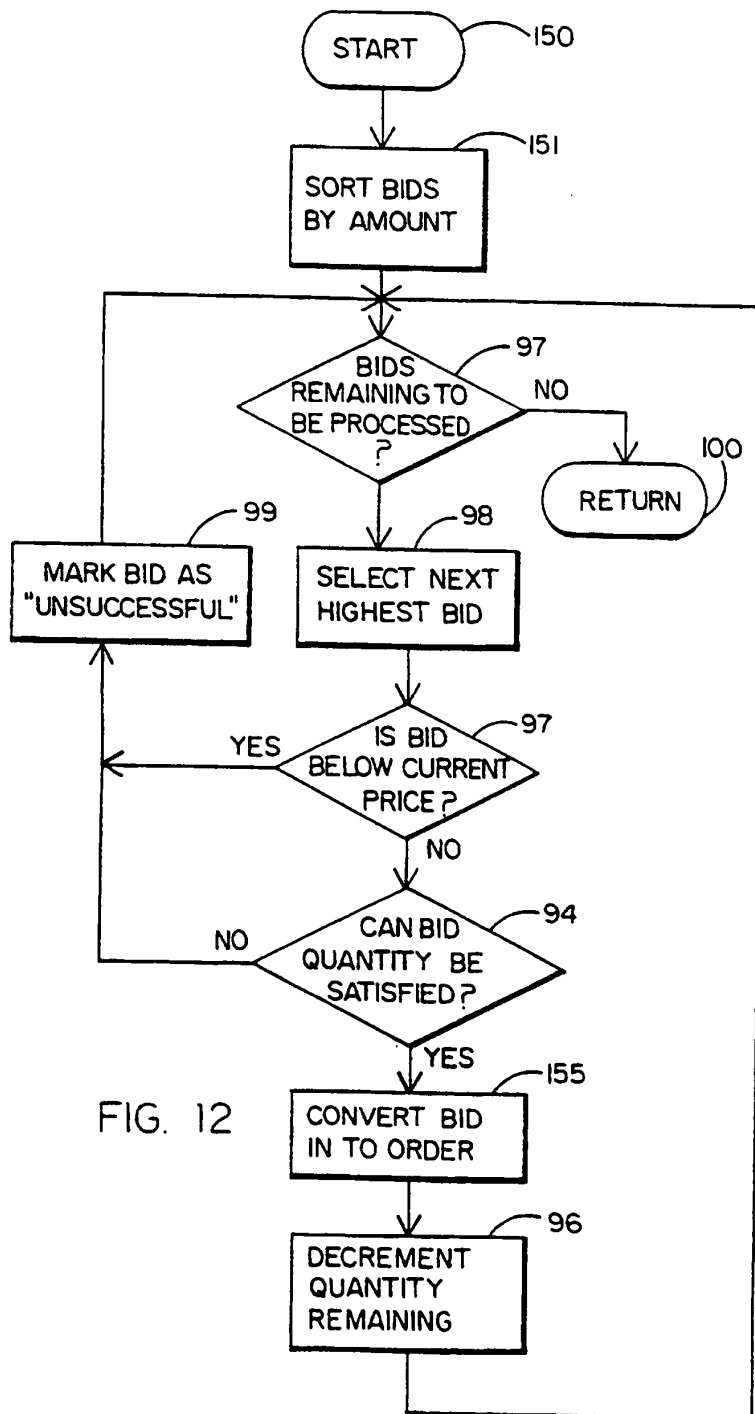 START
150
151
SORT BIDS
BY AMOUNT
97
BIDS
REMAINING TO
BE PROCESSED
?
NO
100
RETURN
99
MARK BID AS
"UNSUCCESSFUL"
98
SELECT NEXT
HIGHEST BID
97
YES
IS BID
BELOW CURRENT
PRICE?
NO
94
NO
CAN BID
QUANTITY BE
SATISFIED?
YES
155
FIG. 12
CONVERT BID
IN TO ORDER
96
DECREMENT
QUANTITY
REMAINING